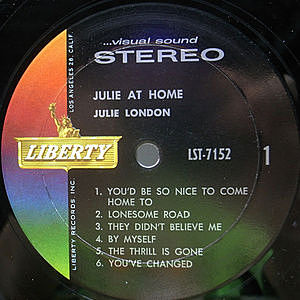 ...visual sound
STEREO
JULIE AT HOME
JULIE LONDON
LOS ANGELES 28, CALIF.
LIBERTY
LST-7152
1
LIBERTY RECORDS, INC.
1. YOU'D BE SO NICE TO COME
HOME TO
2. LONESOME ROAD
3. THEY DIDN'T BELIEVE ME
4. BY MYSELF
5. THE THRILL IS GONE
6. YOU'VE CHANGED